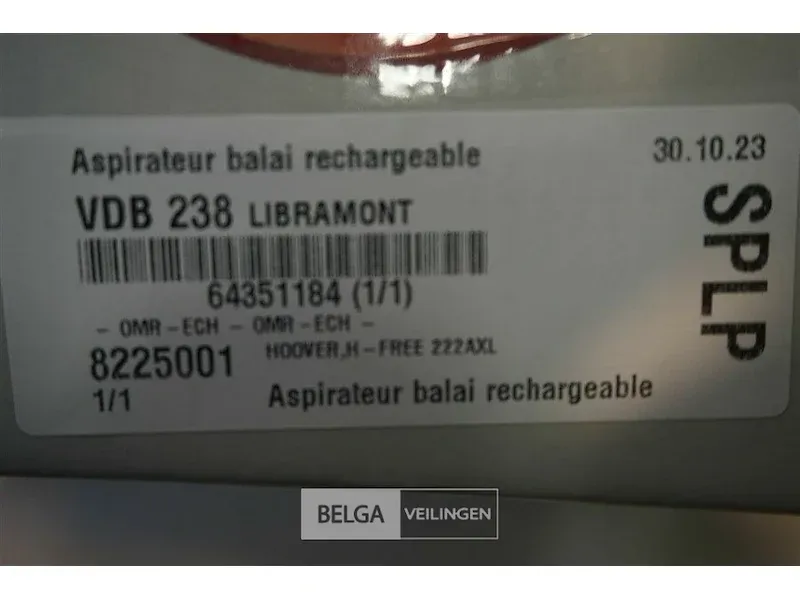 Aspirateur balai rechargeable 30.10.23
VDB 238 LIBRAMONT
64351184 (1/1)
- OMR-ECH - OMR-ECH -
8225001 HOOVER,H-FREE 222AXL
1/1 Aspirateur balai rechargeable
SPLP
BELGA VEILINGEN